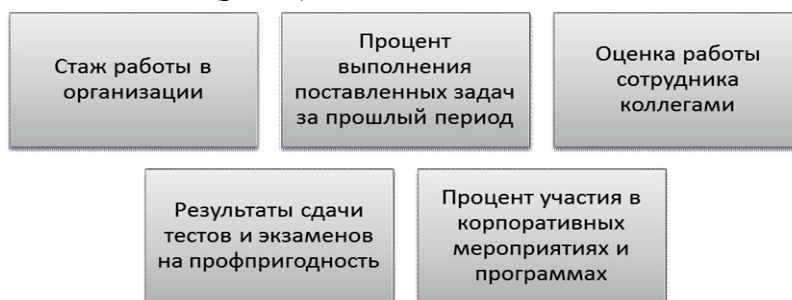 Стаж работы в
организации
Процент
выполнения
поставленных задач
за прошлый период
Оценка работы
сотрудника
коллегами
Результаты сдачи
тестов и экзаменов
на профпригодность
Процент участия в
корпоративных
мероприятиях и
программах